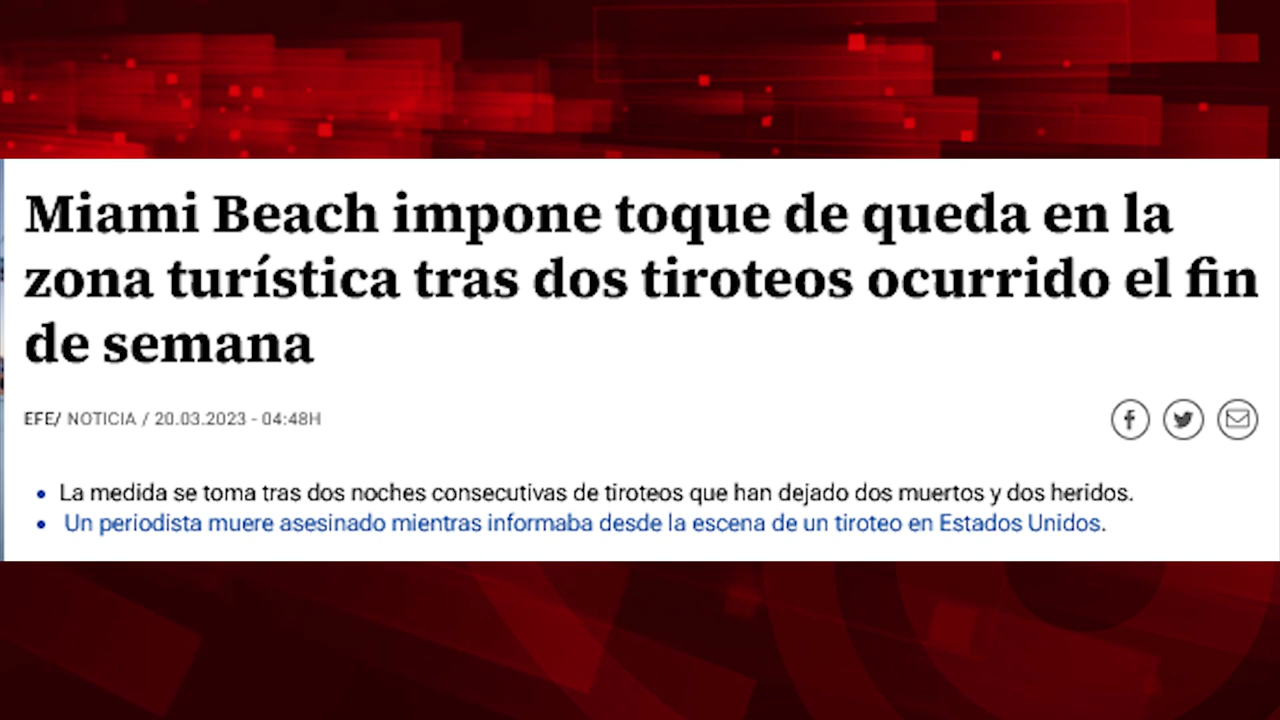 Miami Beach impone toque de queda en la
zona turística tras dos tiroteos ocurrido el fin
de semana
EFE/ NOTICIA / 20.03.2023 - 04:48H
• La medida se toma tras dos noches consecutivas de tiroteos que han dejado dos muertos y dos heridos.
• Un periodista muere asesinado mientras informaba desde la escena de un tiroteo en Estados Unidos.